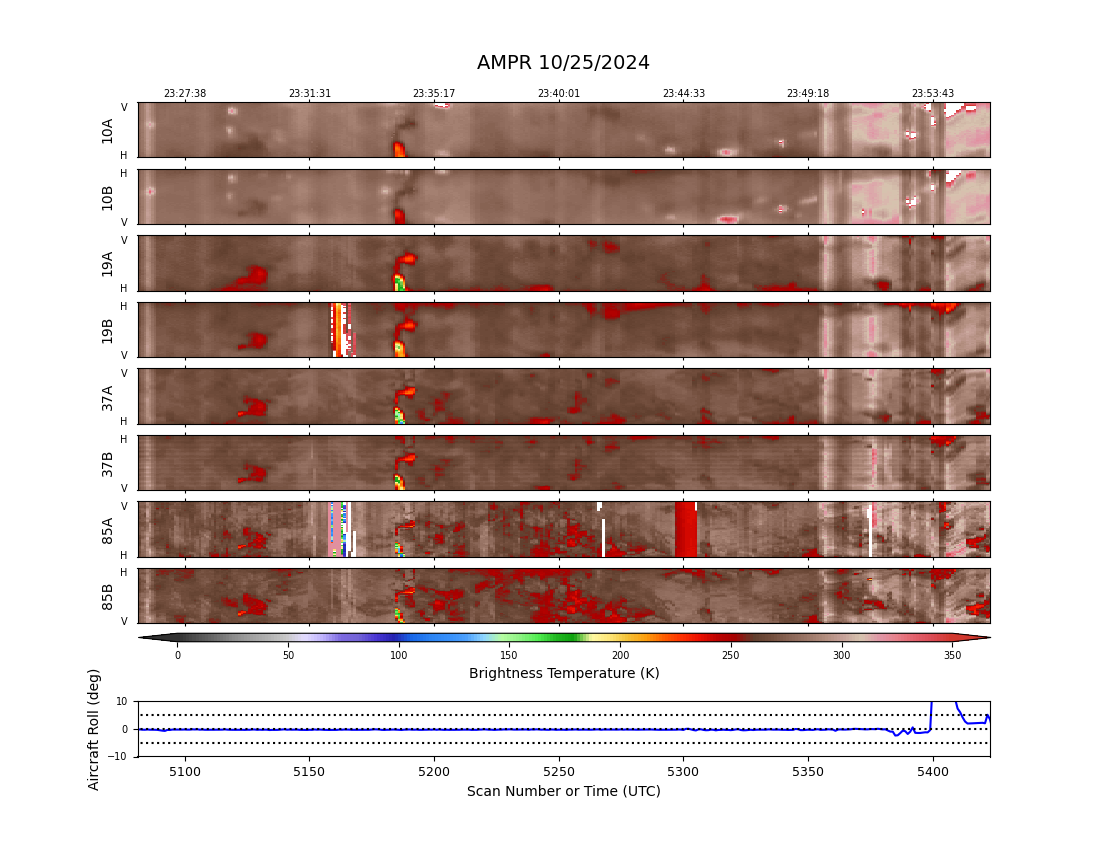 AMPR 10/25/2024
23:27:38 23:31:31 23:35:17 23:40:01 23:44:33 23:49:18 23:53:43
V
10A
H
H
10B
V
V
19A
H
H
19B
V
V
37A
H
H
37B
V
V
85A
H
H
85B
V
0 50 100 150 200 250 300 350
Brightness Temperature (K)
Aircraft Roll (deg)
10
0
−10
5100 5150 5200 5250 5300 5350 5400
Scan Number or Time (UTC)